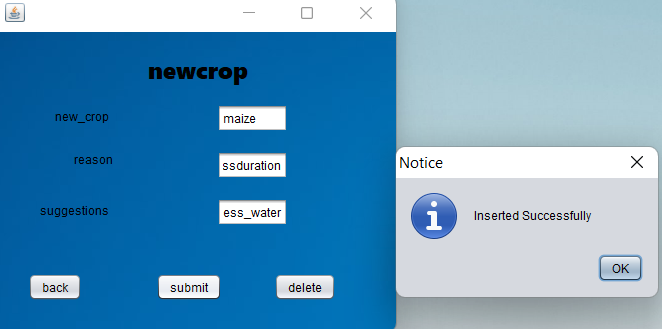 newcrop
new_crop maize
reason ssduration
suggestions ess_water
back submit delete
Notice
Inserted Successfully
OK